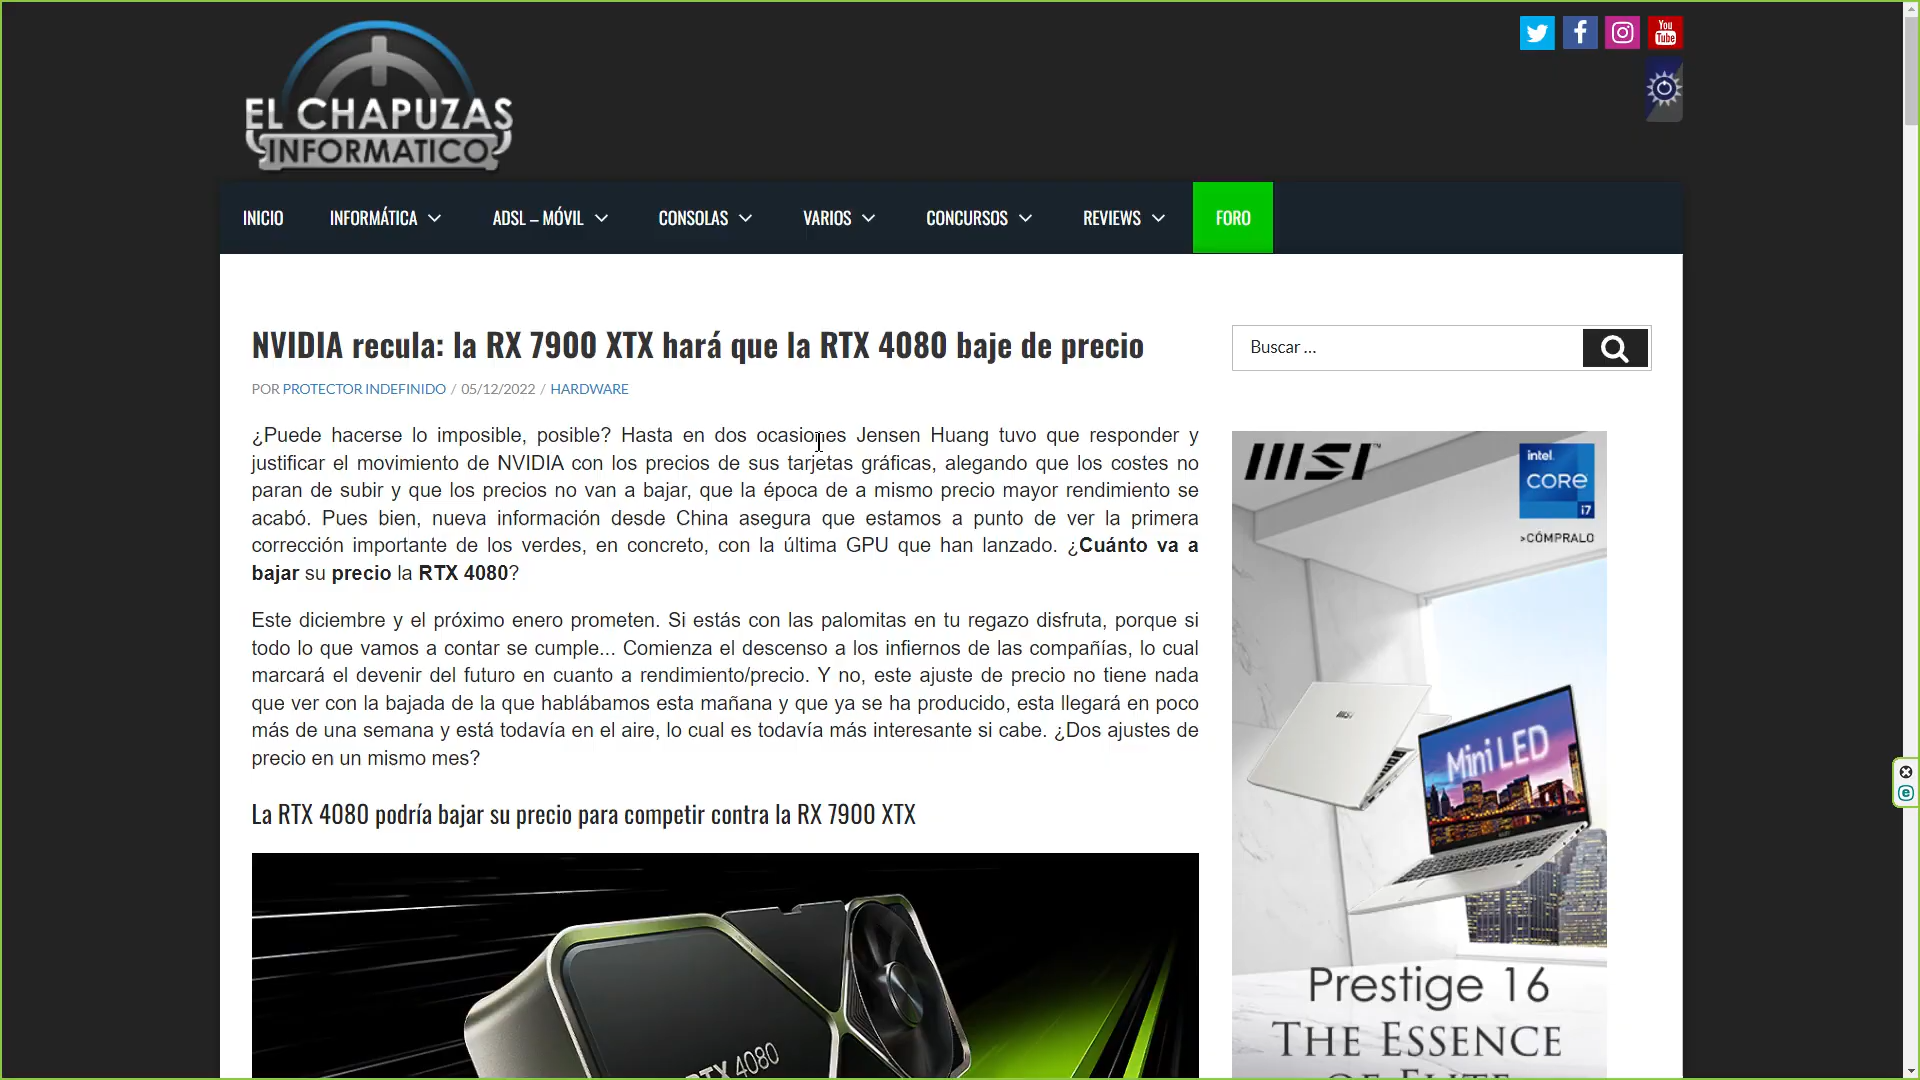 EL CHAPUZAS
INFORMATICO
You
Tube
INICIO
INFORMÁTICA
ADSL – MÓVIL
CONSOLAS
VARIOS
CONCURSOS
REVIEWS
FORO
NVIDIA recula: la RX 7900 XTX hará que la RTX 4080 baje de precio
POR PROTECTOR INDEFINIDO / 05/12/2022 / HARDWARE
¿Puede hacerse lo imposible, posible? Hasta en dos ocasiones Jensen Huang tuvo que responder y
justificar el movimiento de NVIDIA con los precios de sus tarjetas gráficas, alegando que los costes no
paran de subir y que los precios no van a bajar, que la época de a mismo precio mayor rendimiento se
acabó. Pues bien, nueva información desde China asegura que estamos a punto de ver la primera
corrección importante de los verdes, en concreto, con la última GPU que han lanzado. ¿Cuánto va a
bajar su precio la RTX 4080?
Este diciembre y el próximo enero prometen. Si estás con las palomitas en tu regazo disfruta, porque si
todo lo que vamos a contar se cumple... Comienza el descenso a los infiernos de las compañías, lo cual
marcará el devenir del futuro en cuanto a rendimiento/precio. Y no, este ajuste de precio no tiene nada
que ver con la bajada de la que hablábamos esta mañana y que ya se ha producido, esta llegará en poco
más de una semana y está todavía en el aire, lo cual es todavía más interesante si cabe. ¿Dos ajustes de
precio en un mismo mes?
La RTX 4080 podría bajar su precio para competir contra la RX 7900 XTX
RTX 4080
Buscar ...
msi
intel.
CORE
i7
>CÓMPRALO
msi
Mini LED
Prestige 16
THE ESSENCE
OF ELITE